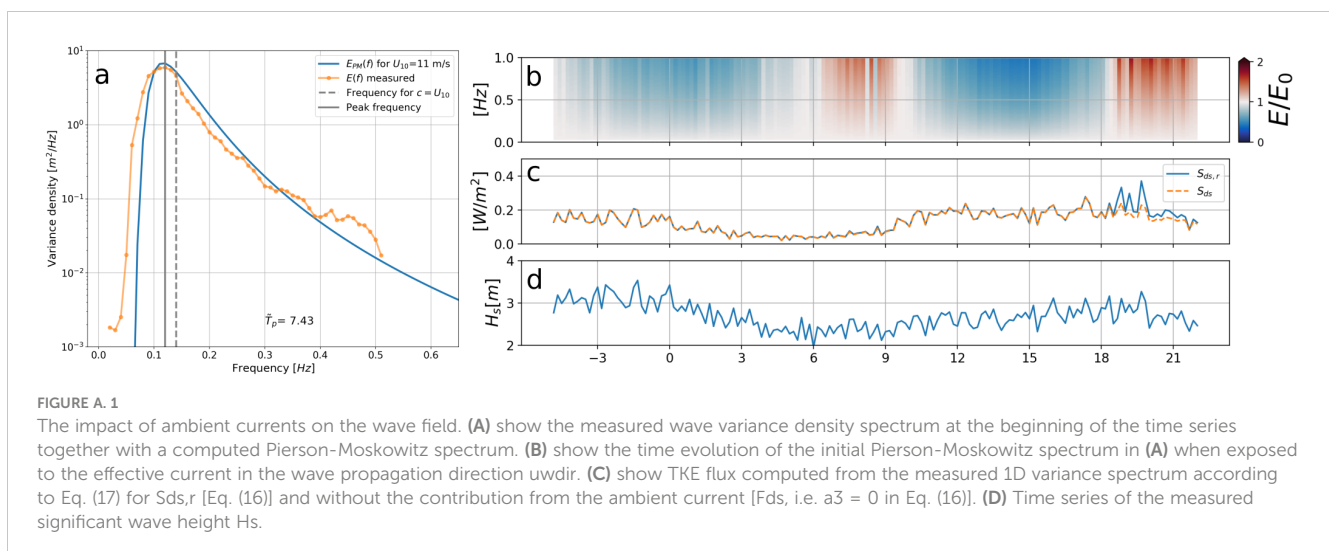 a
10¹
10⁰
10⁻¹
10⁻²
10⁻³
Variance density [m²/Hz]
E_PM(f) for U₁₀=11 m/s
E(f) measured
Frequency for c = U₁₀
Peak frequency
T̃_p = 7.43
0.0 0.1 0.2 0.3 0.4 0.5 0.6
Frequency [Hz]
b
1.0
0.5
0.0
[Hz]
2
1
0
E/E₀
c
0.4
0.2
0.0
[W/m²]
S_ds,r
S_ds
d
4
3
2
H_s[m]
−3 0 3 6 9 12 15 18 21
FIGURE A. 1
The impact of ambient currents on the wave field. (A) show the measured wave variance density spectrum at the beginning of the time series
together with a computed Pierson-Moskowitz spectrum. (B) show the time evolution of the initial Pierson-Moskowitz spectrum in (A) when exposed
to the effective current in the wave propagation direction uwdir. (C) show TKE flux computed from the measured 1D variance spectrum according
to Eq. (17) for Sds,r [Eq. (16)] and without the contribution from the ambient current [Fds, i.e. a3 = 0 in Eq. (16)]. (D) Time series of the measured
significant wave height Hs.